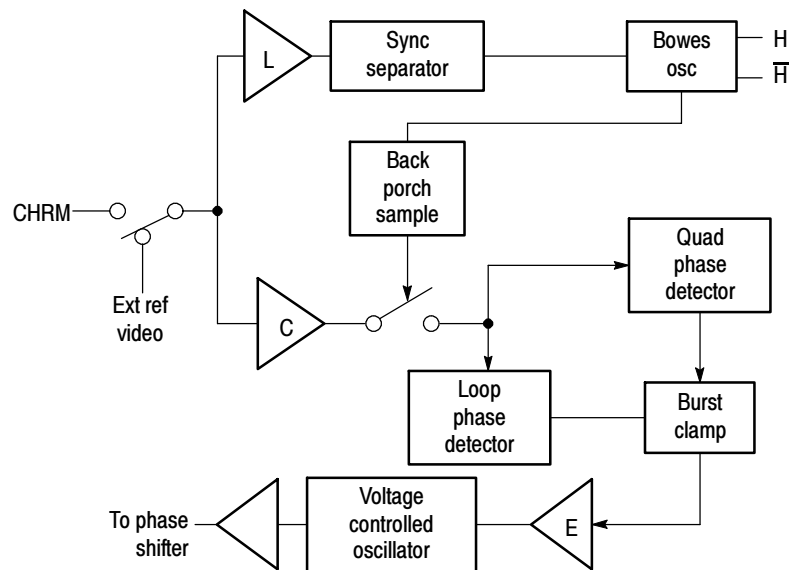 L
Sync
separator
Bowes
osc
H
H̅
Back
porch
sample
CHRM
Ext ref
video
C
Quad
phase
detector
Loop
phase
detector
Burst
clamp
To phase
shifter
Voltage
controlled
oscillator
E